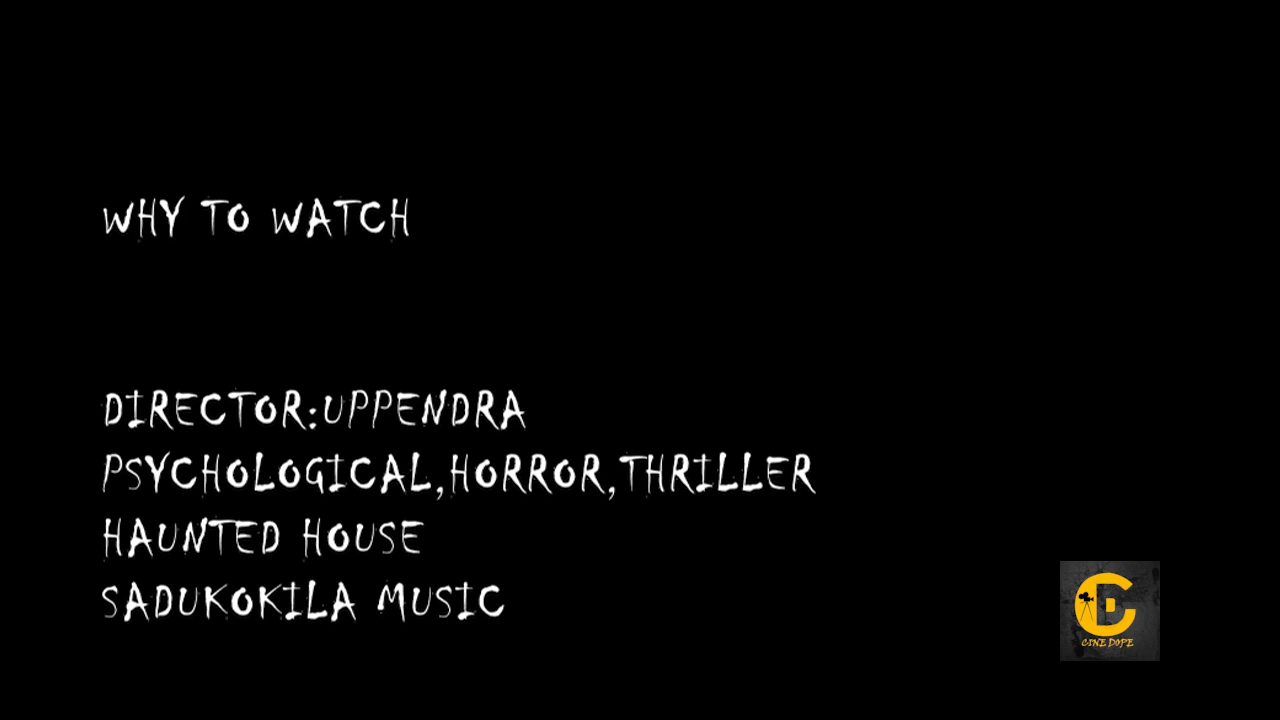 WHY TO WATCH
DIRECTOR:UPPENDRA
PSYCHOLOGICAL,HORROR,THRILLER
HAUNTED HOUSE
SADUKOKILA MUSIC
CINE DOPE